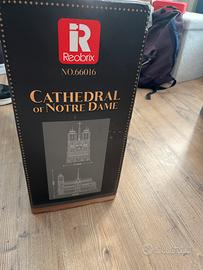 R
Reobrix
NO.66016
CATHEDRAL
OF NOTRE DAME